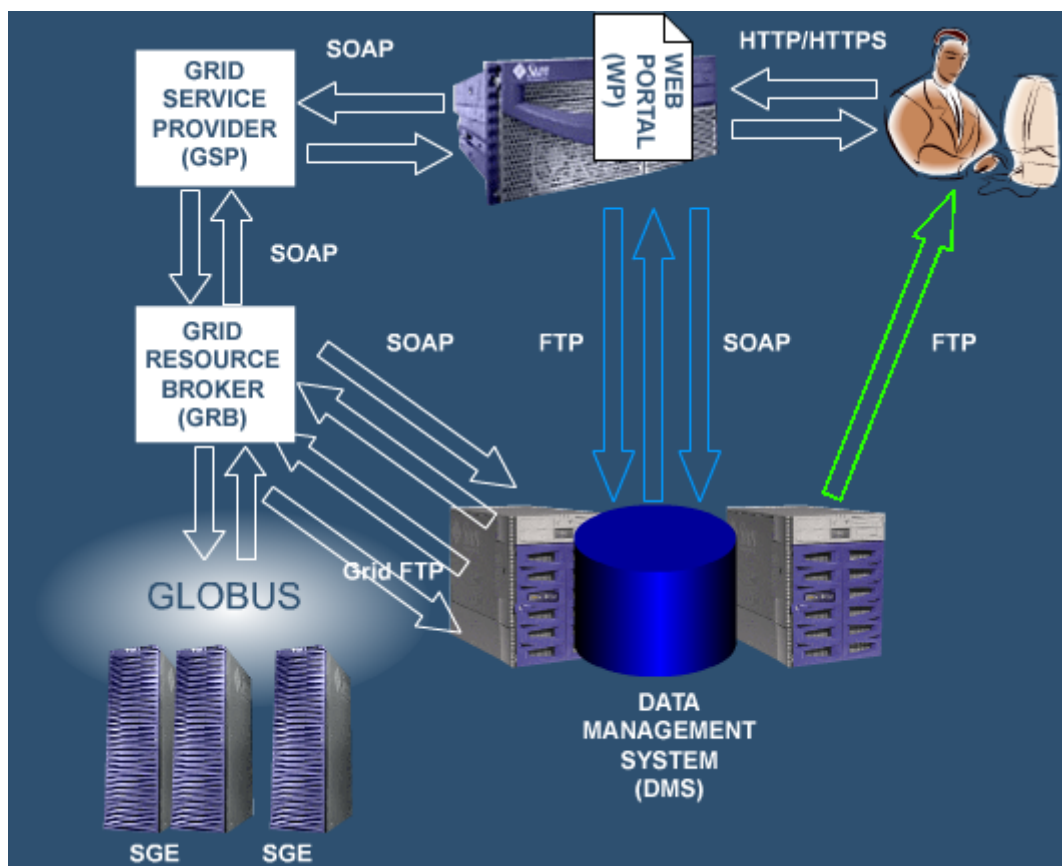 SOAP
HTTP/HTTPS
GRID
SERVICE
PROVIDER
(GSP)
Sun
WEB
PORTAL
(WP)
SOAP
GRID
RESOURCE
BROKER
(GRB)
SOAP
FTP
SOAP
FTP
Grid FTP
GLOBUS
DATA
MANAGEMENT
SYSTEM
(DMS)
SGE
SGE